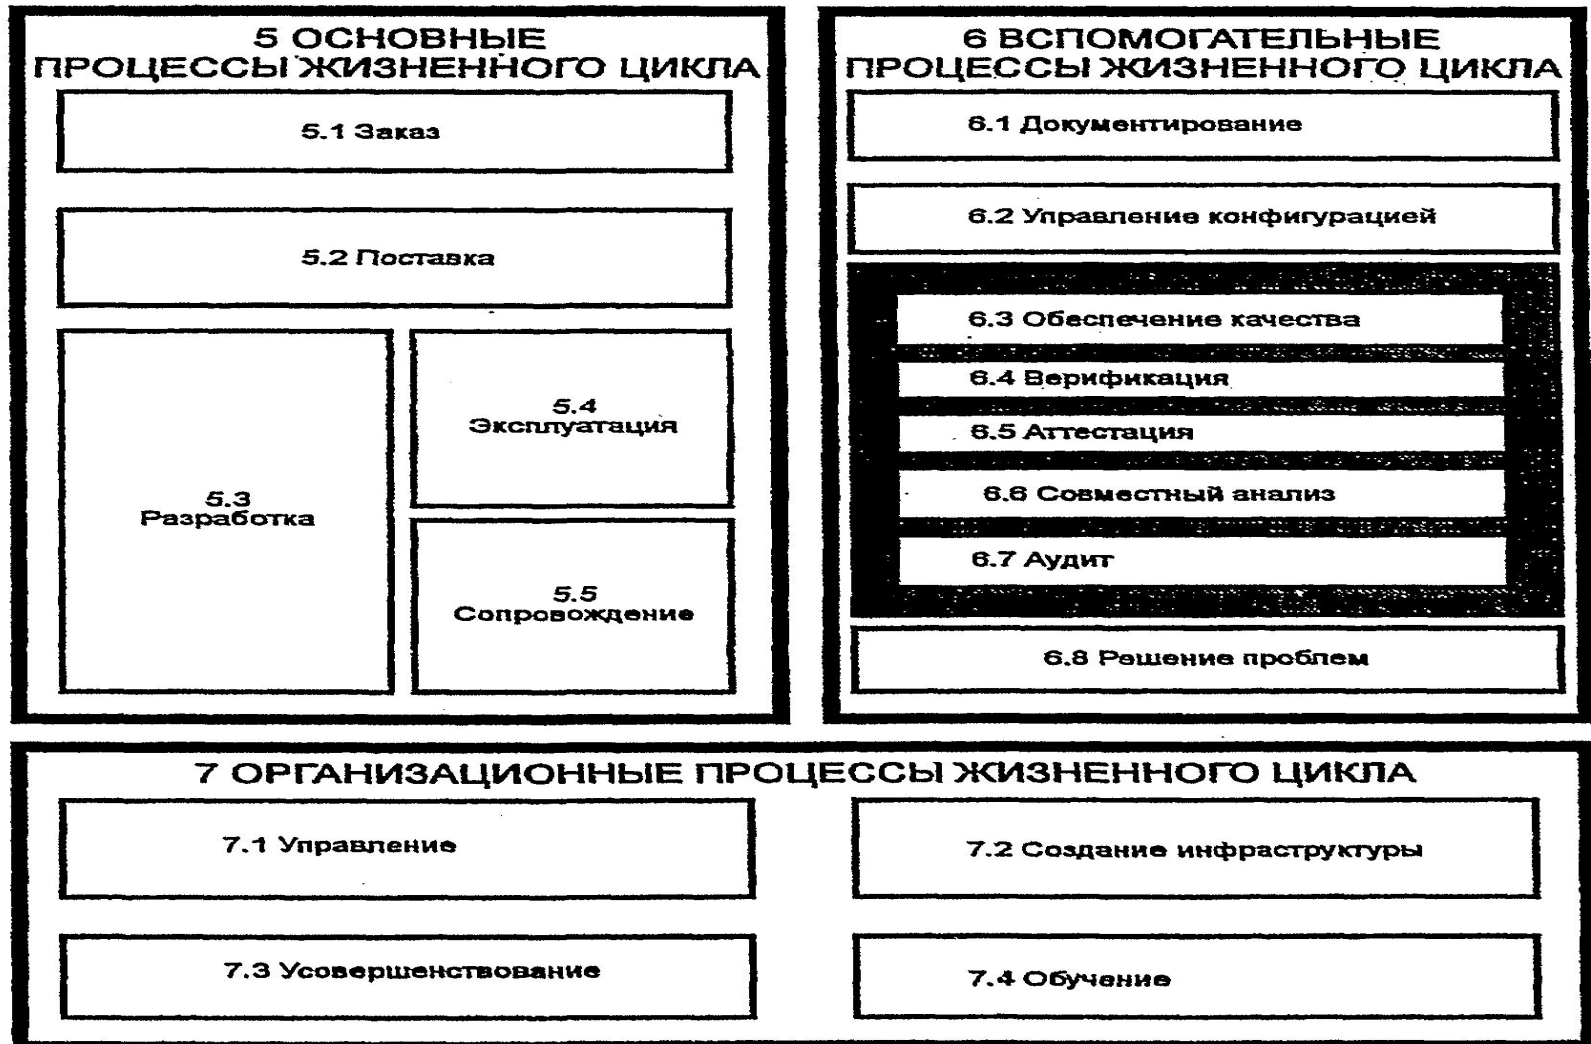 5 ОСНОВНЫЕ
ПРОЦЕССЫ ЖИЗНЕННОГО ЦИКЛА
5.1 Заказ
5.2 Поставка
5.3
Разработка
5.4
Эксплуатация
5.5
Сопровождение
6 ВСПОМОГАТЕЛЬНЫЕ
ПРОЦЕССЫ ЖИЗНЕННОГО ЦИКЛА
6.1 Документирование
6.2 Управление конфигурацией
6.3 Обеспечение качества
6.4 Верификация
6.5 Аттестация
6.6 Совместный анализ
6.7 Аудит
6.8 Решение проблем
7 ОРГАНИЗАЦИОННЫЕ ПРОЦЕССЫ ЖИЗНЕННОГО ЦИКЛА
7.1 Управление
7.2 Создание инфраструктуры
7.3 Усовершенствование
7.4 Обучение